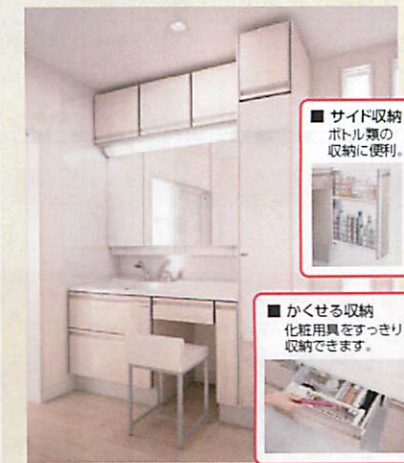 ■ サイド収納
ボトル類の
収納に便利。
■ かくせる収納
化粧用具をすっきり
収納できます。